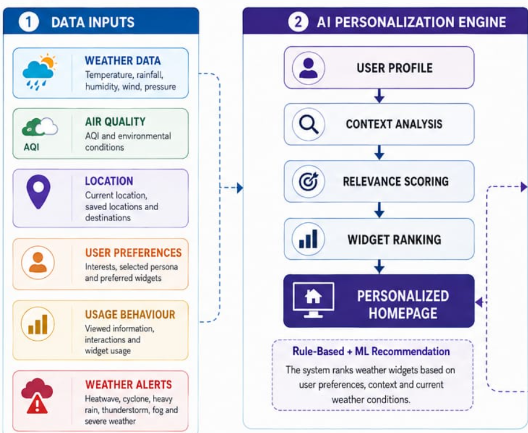 1 DATA INPUTS
WEATHER DATA
Temperature, rainfall,
humidity, wind, pressure
AIR QUALITY
AQI and environmental
conditions
AQI
LOCATION
Current location,
saved locations and
destinations
USER PREFERENCES
Interests, selected persona
and preferred widgets
USAGE BEHAVIOUR
Viewed information,
interactions and
widget usage
WEATHER ALERTS
Heatwave, cyclone, heavy
rain, thunderstorm, fog and
severe weather
2 AI PERSONALIZATION ENGINE
USER PROFILE
CONTEXT ANALYSIS
RELEVANCE SCORING
WIDGET RANKING
PERSONALIZED
HOMEPAGE
Rule-Based + ML Recommendation
The system ranks weather widgets based on
user preferences, context and current
weather conditions.